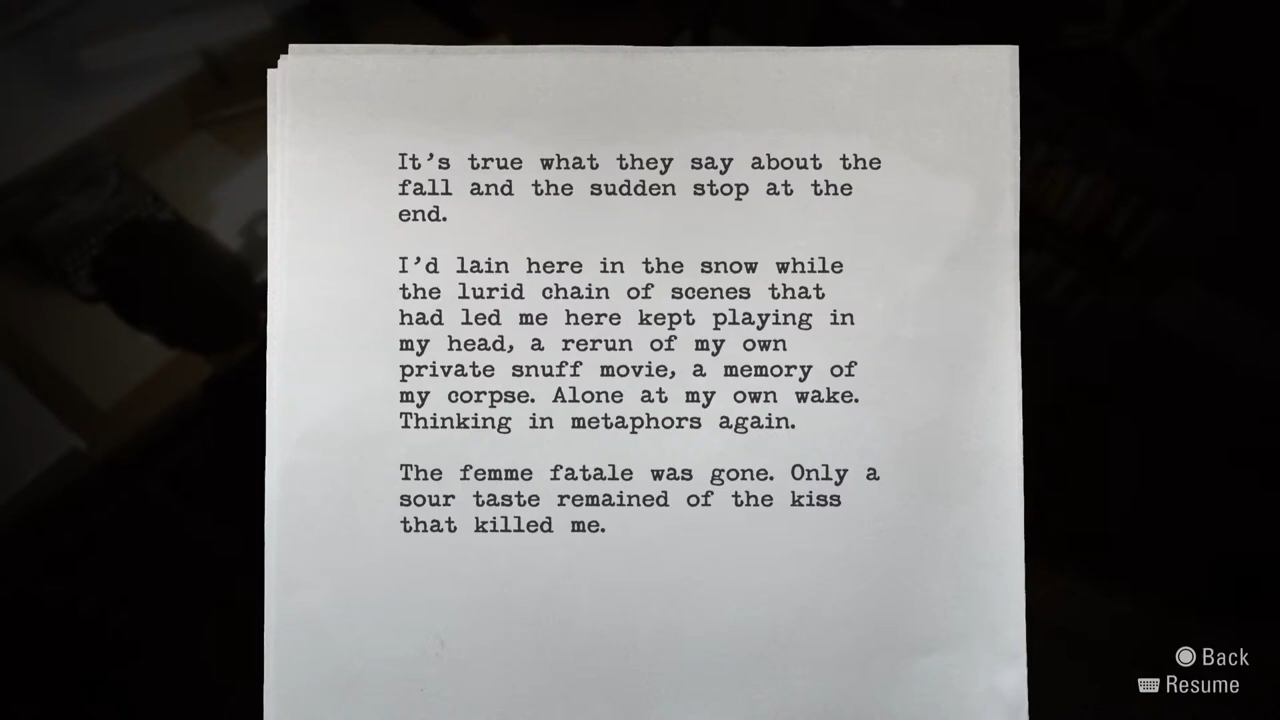 It's true what they say about the
fall and the sudden stop at the
end.
I'd lain here in the snow while
the lurid chain of scenes that
had led me here kept playing in
my head, a rerun of my own
private snuff movie, a memory of
my corpse. Alone at my own wake.
Thinking in metaphors again.
The femme fatale was gone. Only a
sour taste remained of the kiss
that killed me.
Back
Resume